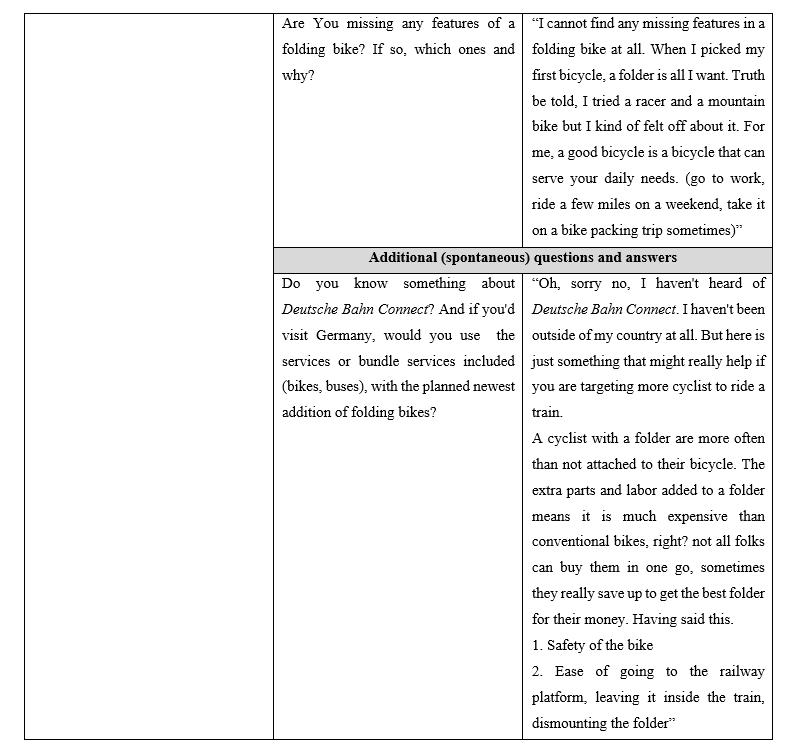 Are You missing any features of a
folding bike? If so, which ones and
why?
“I cannot find any missing features in a
folding bike at all. When I picked my
first bicycle, a folder is all I want. Truth
be told, I tried a racer and a mountain
bike but I kind of felt off about it. For
me, a good bicycle is a bicycle that can
serve your daily needs. (go to work,
ride a few miles on a weekend, take it
on a bike packing trip sometimes)”
Additional (spontaneous) questions and answers
Do you know something about
Deutsche Bahn Connect? And if you'd
visit Germany, would you use the
services or bundle services included
(bikes, buses), with the planned newest
addition of folding bikes?
“Oh, sorry no, I haven't heard of
Deutsche Bahn Connect. I haven't been
outside of my country at all. But here is
just something that might really help if
you are targeting more cyclist to ride a
train.
A cyclist with a folder are more often
than not attached to their bicycle. The
extra parts and labor added to a folder
means it is much expensive than
conventional bikes, right? not all folks
can buy them in one go, sometimes
they really save up to get the best folder
for their money. Having said this.
1. Safety of the bike
2. Ease of going to the railway
platform, leaving it inside the train,
dismounting the folder”